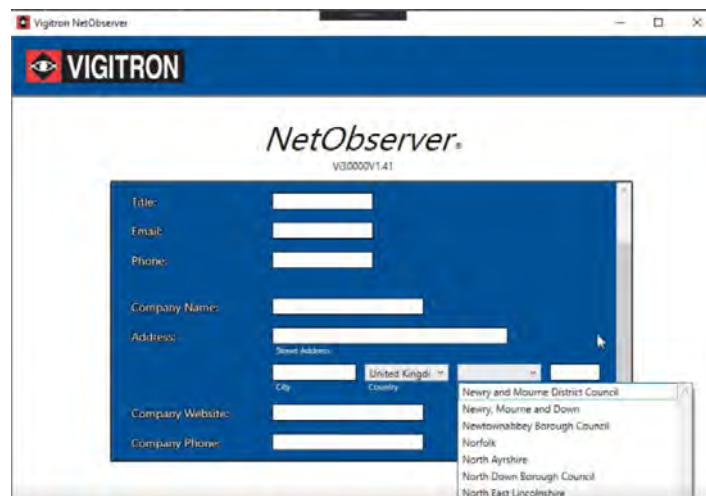 Vigitron NetObserver
VIGITRON
NetObserver®
Vi30000V1.41
Title:
Email:
Phone:
Company Name:
Address:
Street Address
United Kingdi
City Country
Company Website:
Company Phone:
Newry and Mourne District Council
Newry, Mourne and Down
Newtownabbey Borough Council
Norfolk
North Ayrshire
North Down Borough Council
North East Lincolnshire